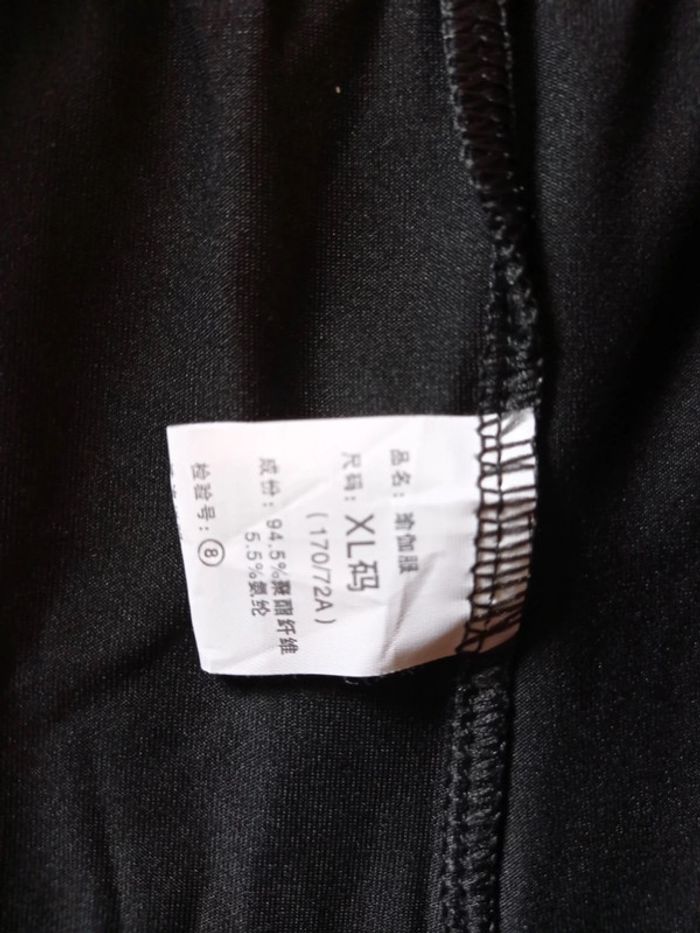 品名：瑜伽服
尺码：XL码
（170/72A）
成份：94.5%聚酯纤维
5.5%氨纶
检验号：⑧